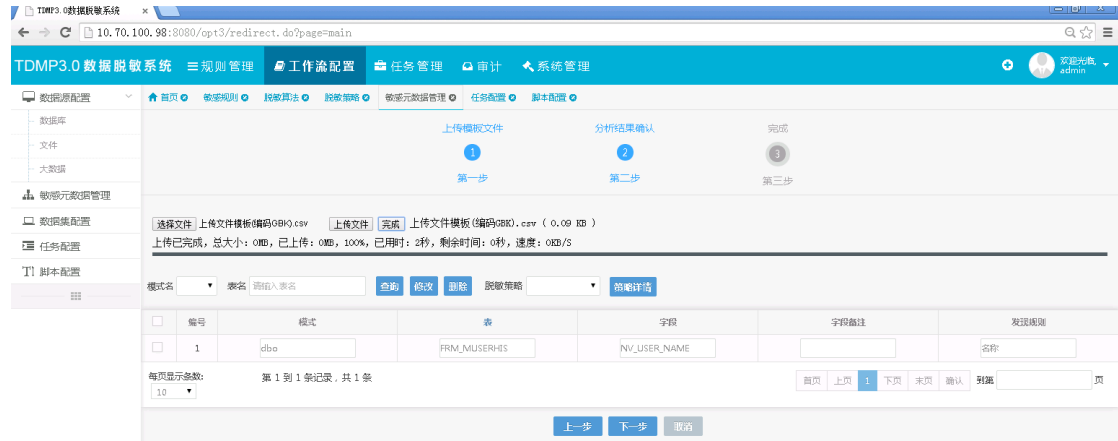 TDMP3.0数据脱敏系统
10.70.100.98:8080/opt3/redirect.do?page=main
TDMP3.0 数据脱敏系统 规则管理 工作流配置 任务管理 审计 系统管理 欢迎光临,
admin
数据源配置
数据库
文件
大数据
敏感元数据管理
数据集配置
任务配置
脚本配置
首页 敏感规则 脱敏算法 脱敏策略 敏感元数据管理 任务配置 脚本配置
上传模板文件 分析结果确认 完成
1 2 3
第一步 第二步 第三步
选择文件 上传文件模板(编码GBK).csv 上传文件 完成 上传文件模板(编码GBK).csv ( 0.09 KB )
上传已完成, 总大小: 0MB, 已上传: 0MB, 100%, 已用时: 2秒, 剩余时间: 0秒, 速度: 0KB/S
模式名 表名 请输入表名 查询 修改 删除 脱敏策略 策略详情
编号 模式 表 字段 字段备注 发现规则
1 dbo FRM_MUSERHIS NV_USER_NAME 名称
每页显示条数: 第 1 到 1 条记录 , 共 1 条 首页 上页 1 下页 末页 确认 到第 页
10
上一步 下一步 取消